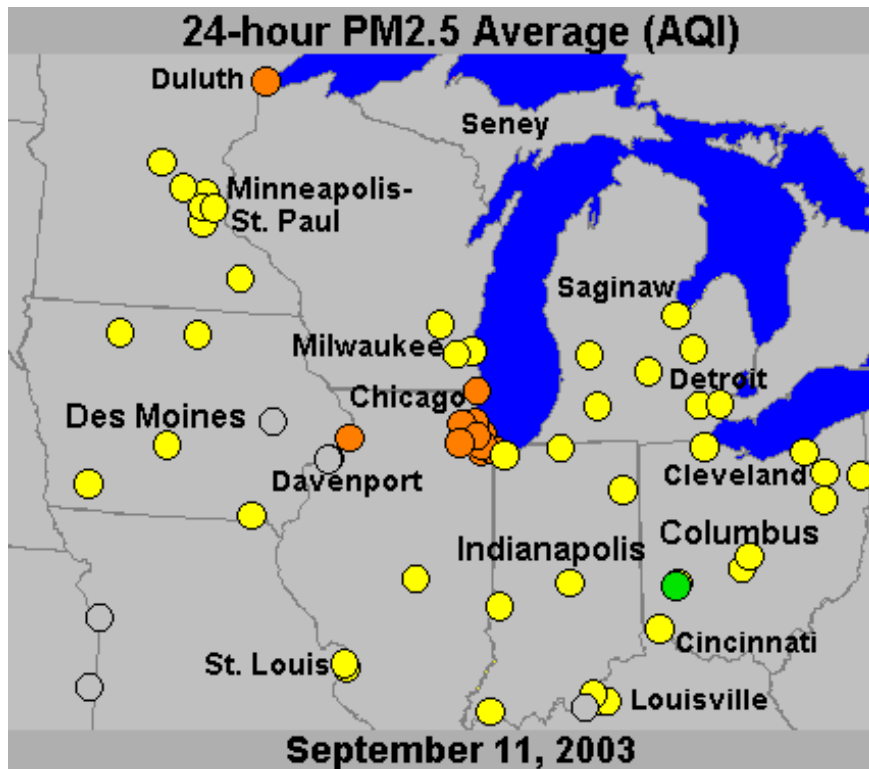 24-hour PM2.5 Average (AQI)
Duluth
Seney
Minneapolis-
St. Paul
Saginaw
Milwaukee
Detroit
Chicago
Des Moines
Davenport
Cleveland
Columbus
Indianapolis
Cincinnati
St. Louis
Louisville
September 11, 2003